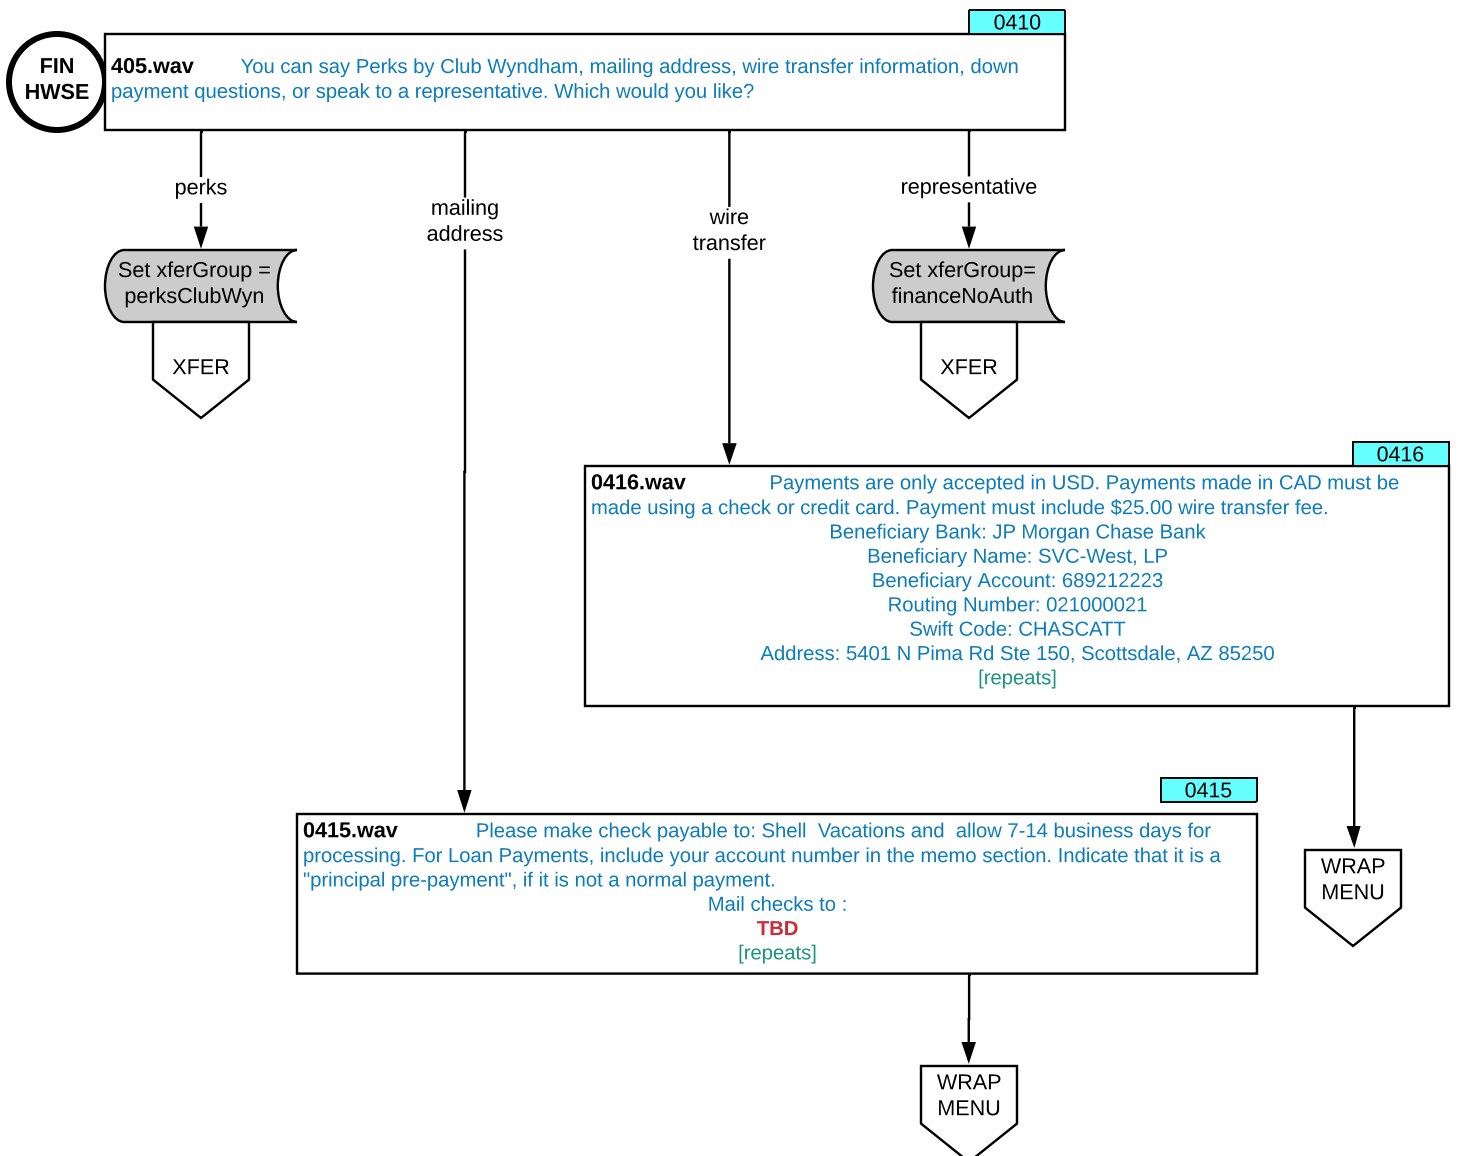 0410
FIN
HWSE
405.wav You can say Perks by Club Wyndham, mailing address, wire transfer information, down
payment questions, or speak to a representative. Which would you like?
perks
mailing
address
wire
transfer
representative
Set xferGroup =
perksClubWyn
XFER
Set xferGroup=
financeNoAuth
XFER
0416
0416.wav Payments are only accepted in USD. Payments made in CAD must be
made using a check or credit card. Payment must include $25.00 wire transfer fee.
Beneficiary Bank: JP Morgan Chase Bank
Beneficiary Name: SVC-West, LP
Beneficiary Account: 689212223
Routing Number: 021000021
Swift Code: CHASCATT
Address: 5401 N Pima Rd Ste 150, Scottsdale, AZ 85250
[repeats]
0415
0415.wav Please make check payable to: Shell  Vacations and  allow 7-14 business days for
processing. For Loan Payments, include your account number in the memo section. Indicate that it is a
"principal pre-payment", if it is not a normal payment.
Mail checks to :
TBD
[repeats]
WRAP
MENU
WRAP
MENU